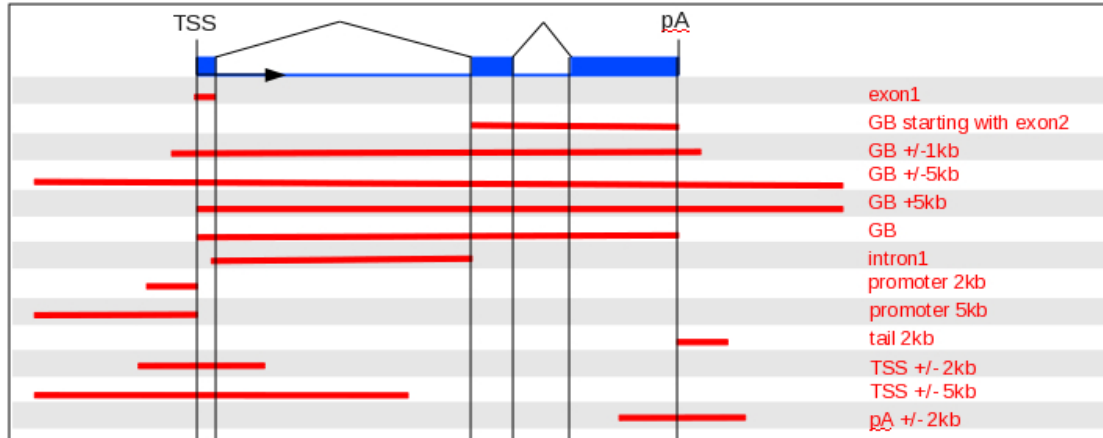 TSS pA
exon1
GB starting with exon2
GB +/-1kb
GB +/-5kb
GB +5kb
GB
intron1
promoter 2kb
promoter 5kb
tail 2kb
TSS +/- 2kb
TSS +/- 5kb
pA +/- 2kb